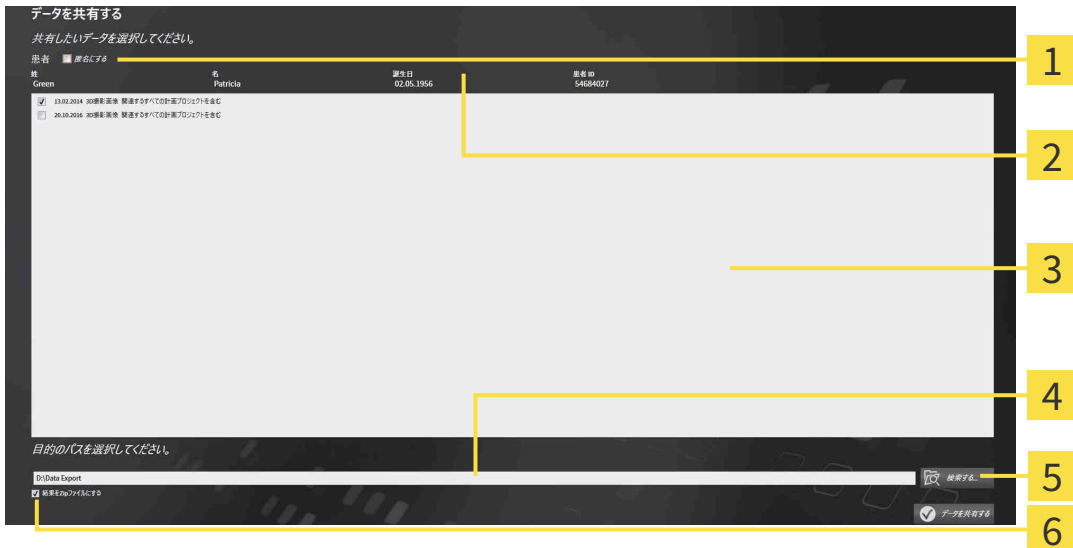 データを共有する
共有したいデータを選択してください。
患者 匿名にする
姓 名 誕生日 患者 ID
Green Patricia 02.05.1956 54684027
13.02.2014 3D撮影画像 関連するすべての計画プロジェクトを含む
20.10.2016 3D撮影画像 関連するすべての計画プロジェクトを含む
目的のパスを選択してください。
D:\Data Export
検索する...
結果をZipファイルにする
データを共有する
1
2
3
4
5
6